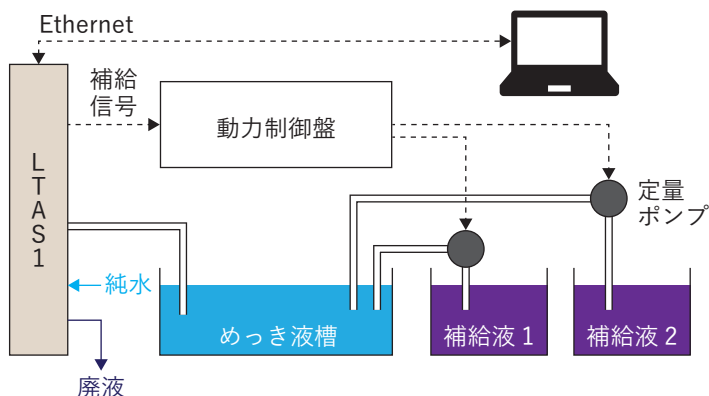 Ethernet
補給
信号
動力制御盤
LTAS1
定量
ポンプ
純水
めっき液槽
補給液 1
補給液 2
廃液